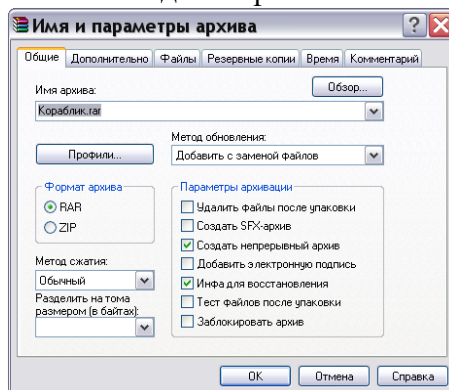 Имя и параметры архива
Общие Дополнительно Файлы Резервные копии Время Комментарий
Имя архива:
Обзор...
Кораблик.rar
Метод обновления:
Профили...
Добавить с заменой файлов
Формат архива
Параметры архивации
RAR
Удалить файлы после упаковки
ZIP
Создать SFX-архив
Создать непрерывный архив
Метод сжатия:
Добавить электронную подпись
Обычный
Инфа для восстановления
Разделить на тома
размером (в байтах):
Тест файлов после упаковки
Заблокировать архив
OK Отмена Справка